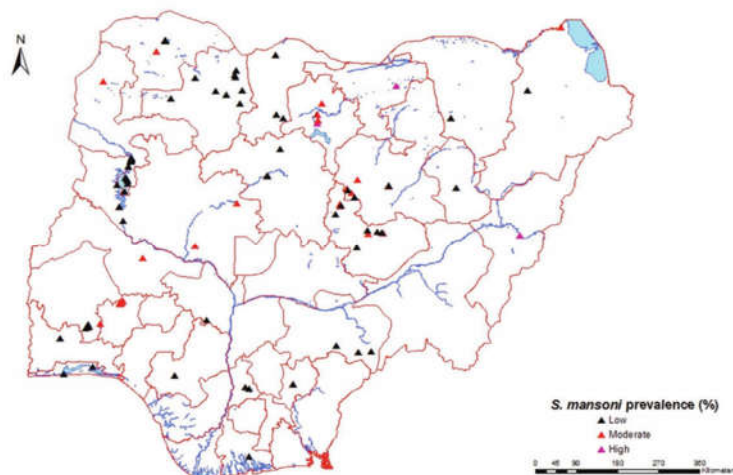 N
S. mansoni prevalence (%)
Low
Moderate
High
0 45 90 180 270 360
Kilometers